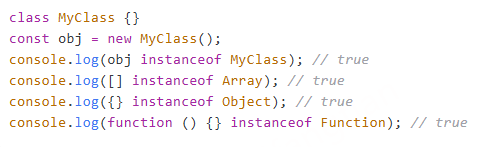 class MyClass {}
const obj = new MyClass();
console.log(obj instanceof MyClass); // true
console.log([] instanceof Array); // true
console.log({} instanceof Object); // true
console.log(function () {} instanceof Function); // true